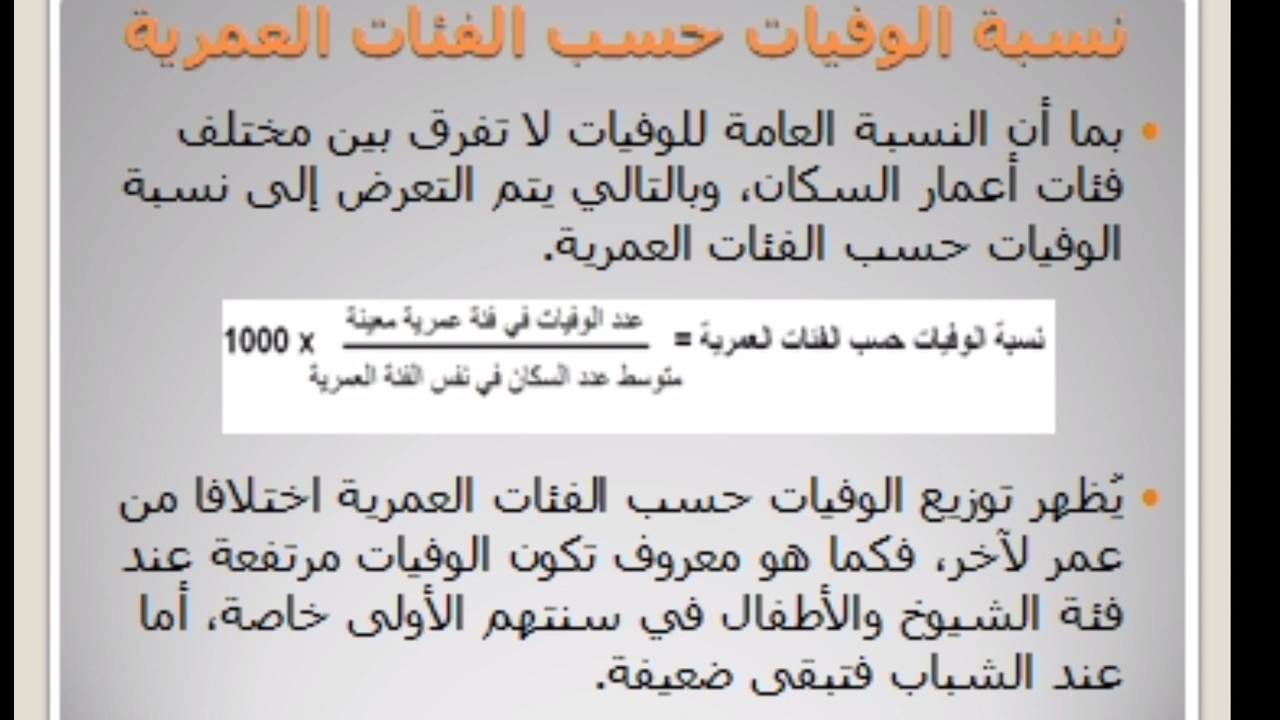 نسبة الوفيات حسب الفئات العمرية
• بما أن النسبة العامة للوفيات لا تفرق بين مختلف
فئات أعمار السكان، وبالتالي يتم التعرض إلى نسبة
الوفيات حسب الفئات العمرية.
عدد الوفيات في فئة عمرية معينة
نسبة الوفيات حسب الفئات العمرية = 1000 x
متوسط عدد السكان في نفس الفئة العمرية
• يُظهر توزيع الوفيات حسب الفئات العمرية اختلافا من
عمر لآخر، فكما هو معروف تكون الوفيات مرتفعة عند
فئة الشيوخ والأطفال في سنتهم الأولى خاصة، أما
عند الشباب فتبقى ضعيفة.